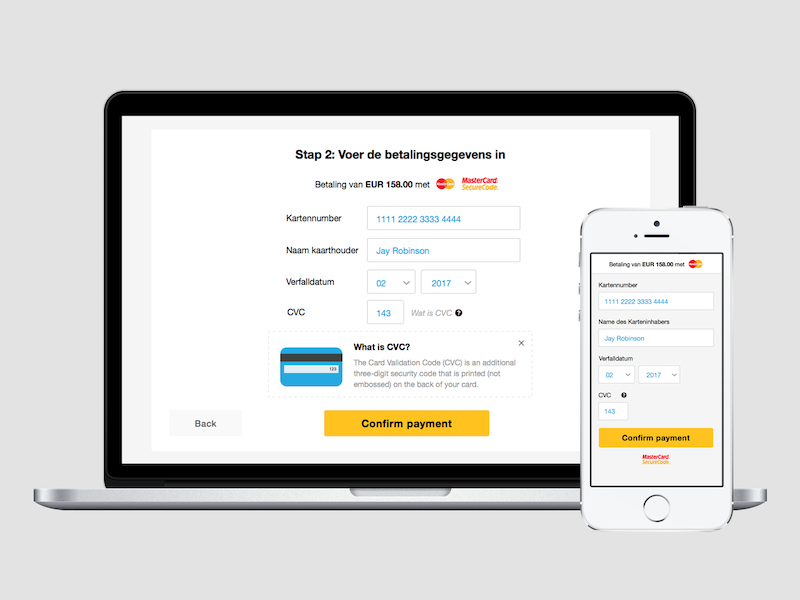 Stap 2: Voer de betalingsgegevens in
Betaling van EUR 158.00 met MasterCard MasterCard. SecureCode.
Kartennumber 1111 2222 3333 4444
Naam kaarthouder Jay Robinson
Verfalldatum 02 2017
CVC 143 Wat is CVC ?
What is CVC? ×
The Card Validation Code (CVC) is an additional
three-digit security code that is printed (not
embossed) on the back of your card.
123
Back Confirm payment
Betaling van EUR 158.00 met MasterCard
Kartennumber
1111 2222 3333 4444
Name des Karteninhabers
Jay Robinson
Verfalldatum
02 2017
CVC ?
143
Confirm payment
MasterCard.
SecureCode.